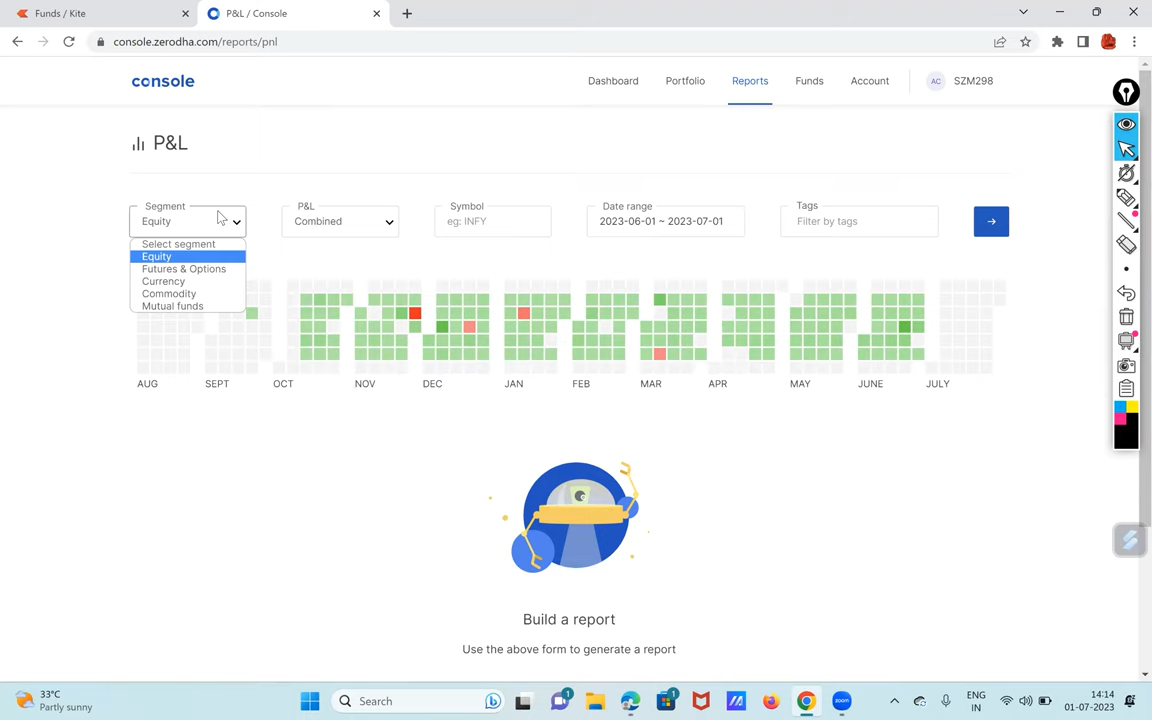 Funds / Kite
P&L / Console
console.zerodha.com/reports/pnl
console
Dashboard
Portfolio
Reports
Funds
Account
AC
SZM298
P&L
Segment
Equity
P&L
Combined
Symbol
eg: INFY
Date range
2023-06-01 ~ 2023-07-01
Tags
Filter by tags
Select segment
Equity
Futures & Options
Currency
Commodity
Mutual funds
AUG
SEPT
OCT
NOV
DEC
JAN
FEB
MAR
APR
MAY
JUNE
JULY
Build a report
Use the above form to generate a report
33°C
Partly sunny
Search
1
1
zoom
ENG
IN
14:14
01-07-2023